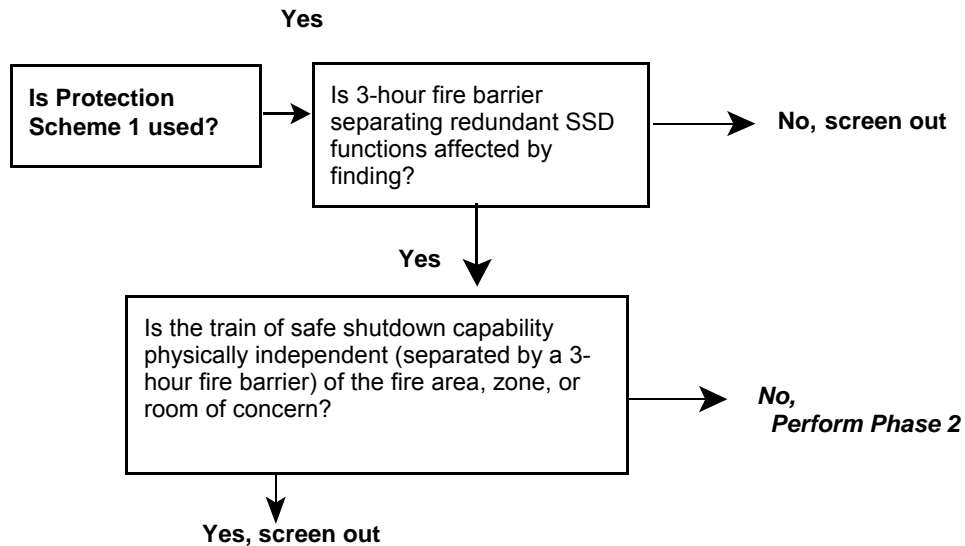 Yes
Is Protection
Scheme 1 used?
Is 3-hour fire barrier
separating redundant SSD
functions affected by
finding?
No, screen out
Yes
Is the train of safe shutdown capability
physically independent (separated by a 3-
hour fire barrier) of the fire area, zone, or
room of concern?
No,
Perform Phase 2
Yes, screen out